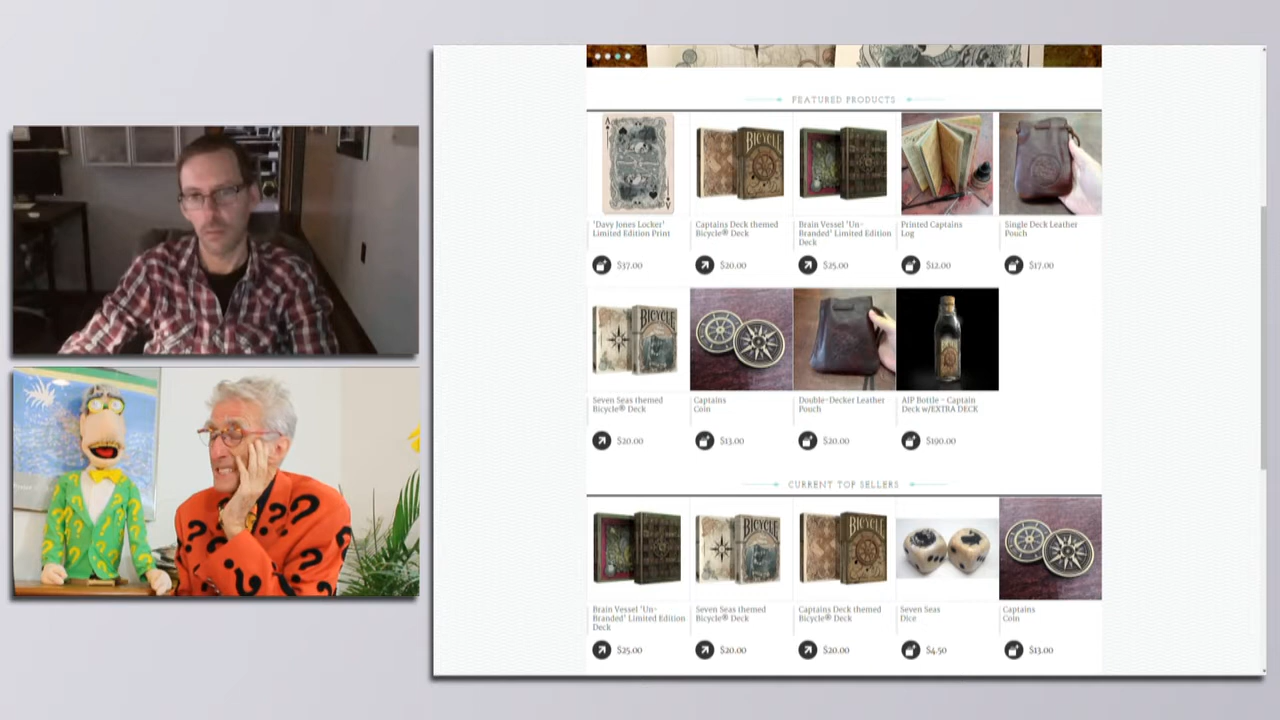 FEATURED PRODUCTS
A
BICYCLE
'Davy Jones Locker'
Limited Edition Print
Captains Deck themed
Bicycle® Deck
Brain Vessel 'Un-
Branded' Limited Edition
Deck
Printed Captains
Log
Single Deck Leather
Pouch
$37.00
$20.00
$25.00
$12.00
$17.00
BICYCLE
Seven Seas themed
Bicycle® Deck
Captains
Coin
Double-Decker Leather
Pouch
AJP Bottle - Captain
Deck w/EXTRA DECK
$20.00
$13.00
$20.00
$190.00
CURRENT TOP SELLERS
BICYCLE
BICYCLE
Brain Vessel 'Un-
Branded' Limited Edition
Deck
Seven Seas themed
Bicycle® Deck
Captains Deck themed
Bicycle® Deck
Seven Seas
Dice
Captains
Coin
$25.00
$20.00
$20.00
$4.50
$13.00